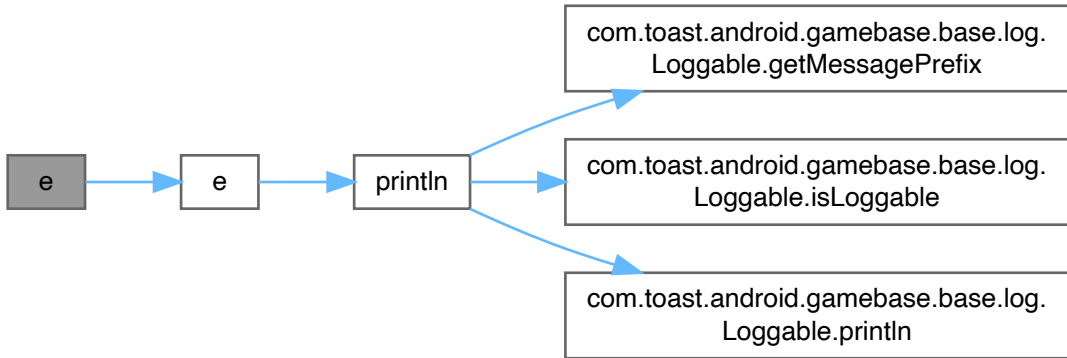 e
e
println
com.toast.android.gamebase.base.log.
Loggable.getMessagePrefix
com.toast.android.gamebase.base.log.
Loggable.isLoggable
com.toast.android.gamebase.base.log.
Loggable.println